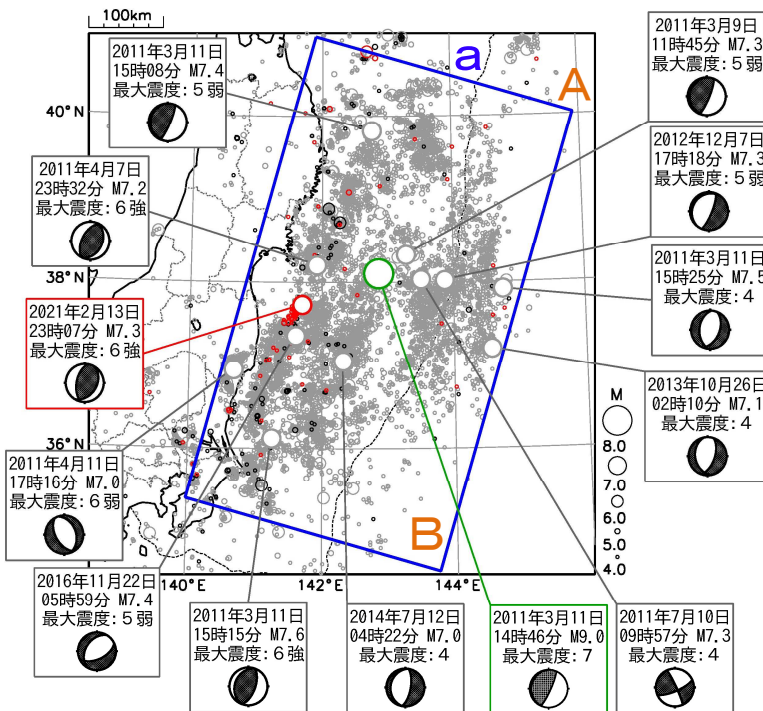 100km
a
A
B
2011年3月11日
15時08分 M7.4
最大震度:5弱
2011年4月7日
23時32分 M7.2
最大震度:6強
2021年2月13日
23時07分 M7.3
最大震度:6強
2011年4月11日
17時16分 M7.0
最大震度:6弱
2016年11月22日
05時59分 M7.4
最大震度:5弱
2011年3月11日
15時15分 M7.6
最大震度:6強
2014年7月12日
04時22分 M7.0
最大震度:4
2011年3月11日
14時46分 M9.0
最大震度:7
2011年7月10日
09時57分 M7.3
最大震度:4
2011年3月9日
11時45分 M7.3
最大震度:5弱
2012年12月7日
17時18分 M7.3
最大震度:5弱
2011年3月11日
15時25分 M7.5
最大震度:4
2013年10月26日
02時10分 M7.1
最大震度:4
40°N
38°N
36°N
140°E
142°E
144°E
M
8.0
7.0
6.0
5.0
4.0